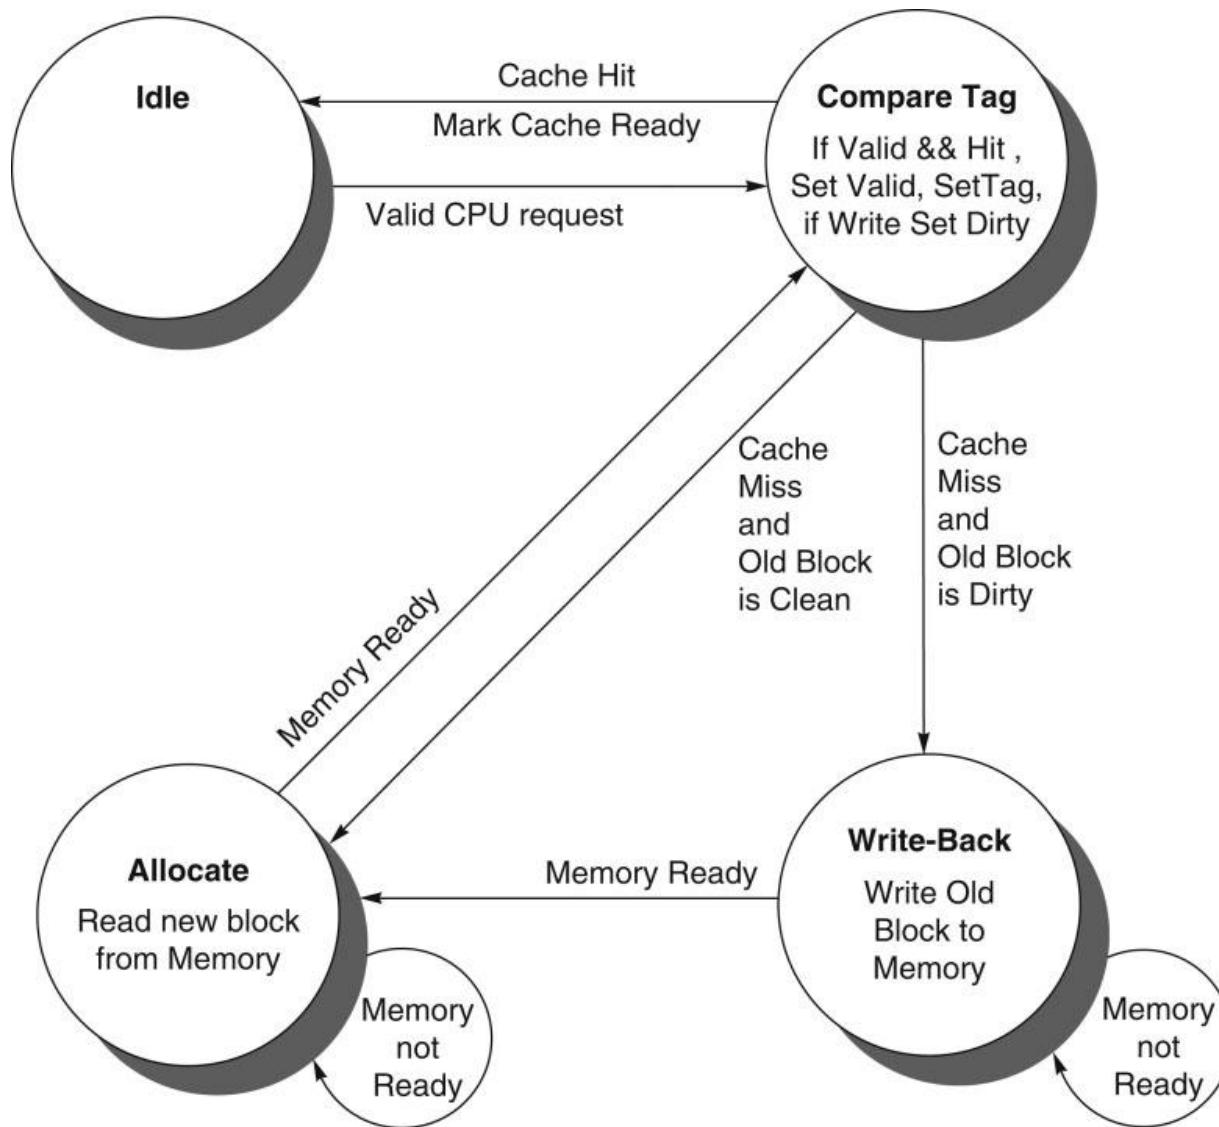 Idle
Cache Hit
Mark Cache Ready
Valid CPU request
Compare Tag
If Valid && Hit ,
Set Valid, SetTag,
if Write Set Dirty
Cache
Miss
and
Old Block
is Clean
Cache
Miss
and
Old Block
is Dirty
Memory Ready
Allocate
Read new block
from Memory
Memory
not
Ready
Memory Ready
Write-Back
Write Old
Block to
Memory
Memory
not
Ready